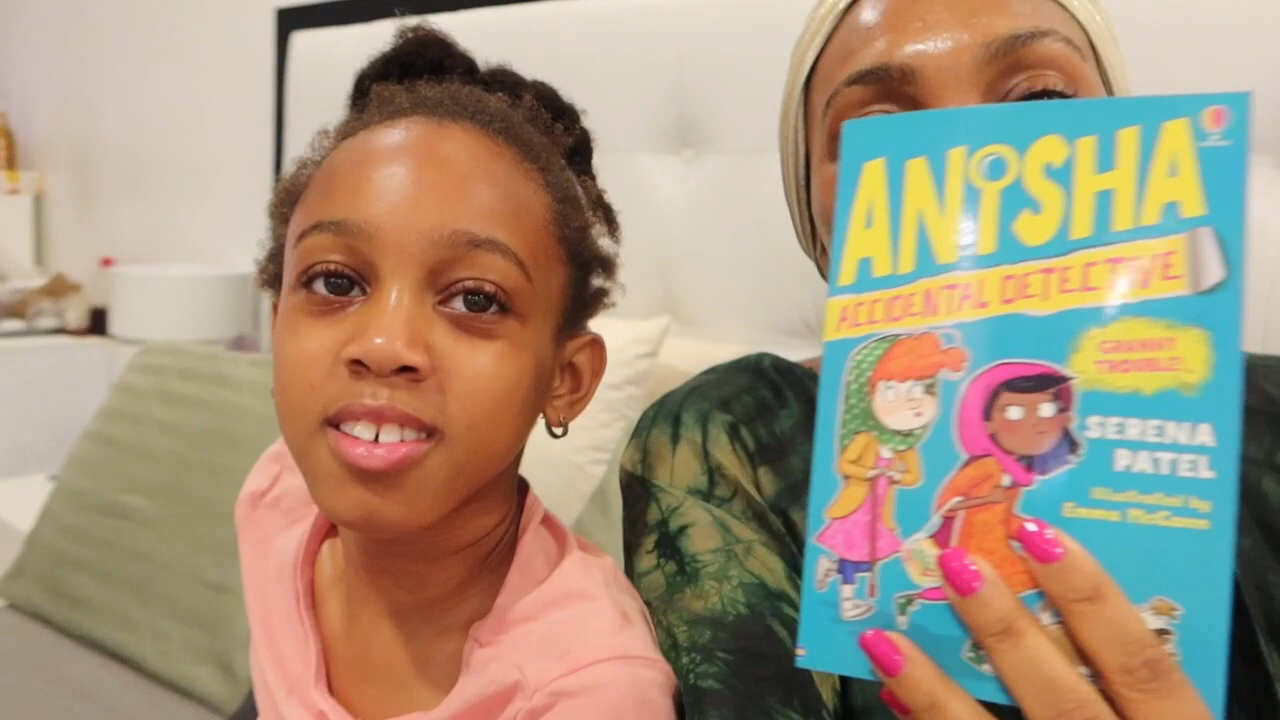 ANISHA
ACCIDENTAL DETECTIVE
GRANNY
TROUBLE
SERENA
PATEL
Illustrated by
Emma McCann